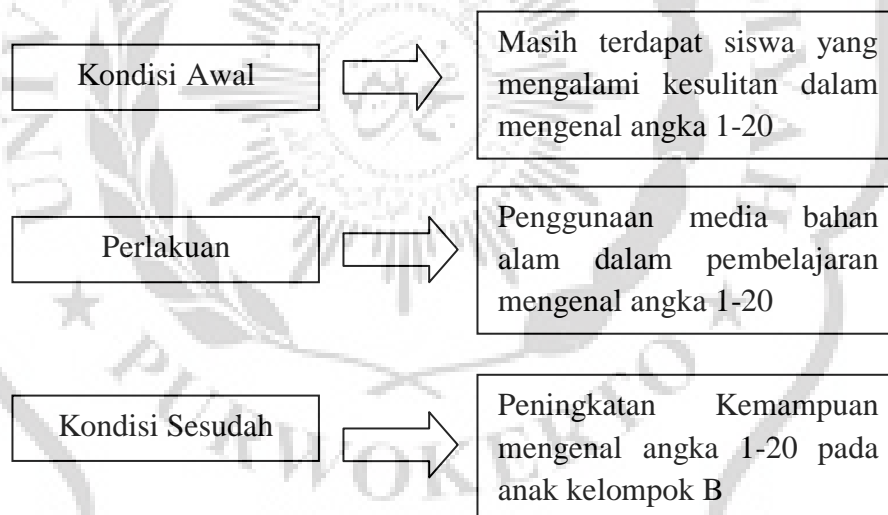 Kondisi Awal
Masih terdapat siswa yang
mengalami kesulitan dalam
mengenal angka 1-20
Perlakuan
Penggunaan media bahan
alam dalam pembelajaran
mengenal angka 1-20
Kondisi Sesudah
Peningkatan Kemampuan
mengenal angka 1-20 pada
anak kelompok B
PURWOKERTO